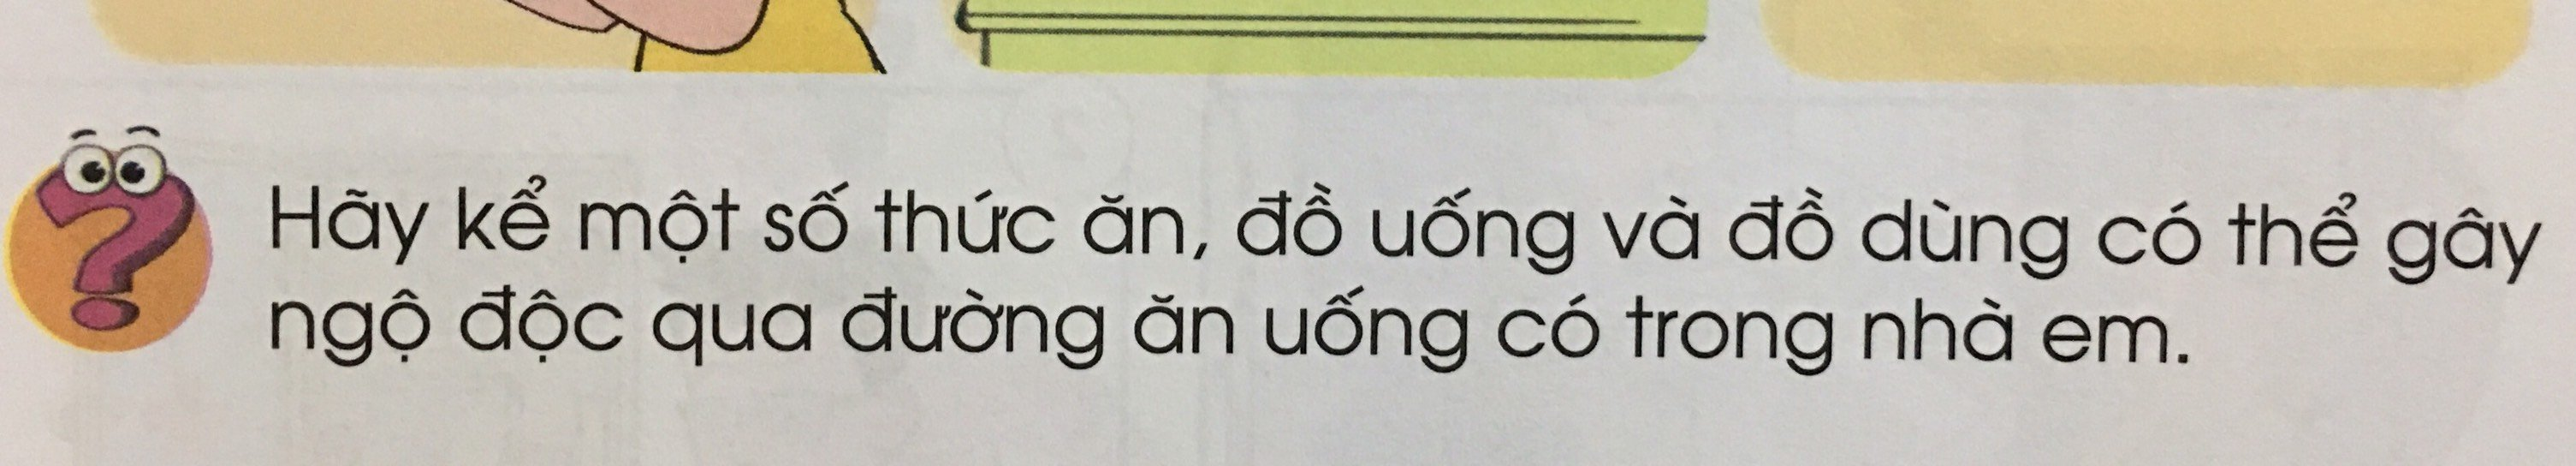 Hãy kể một số thức ăn, đồ uống và đồ dùng có thể gây
ngộ độc qua đường ăn uống có trong nhà em.